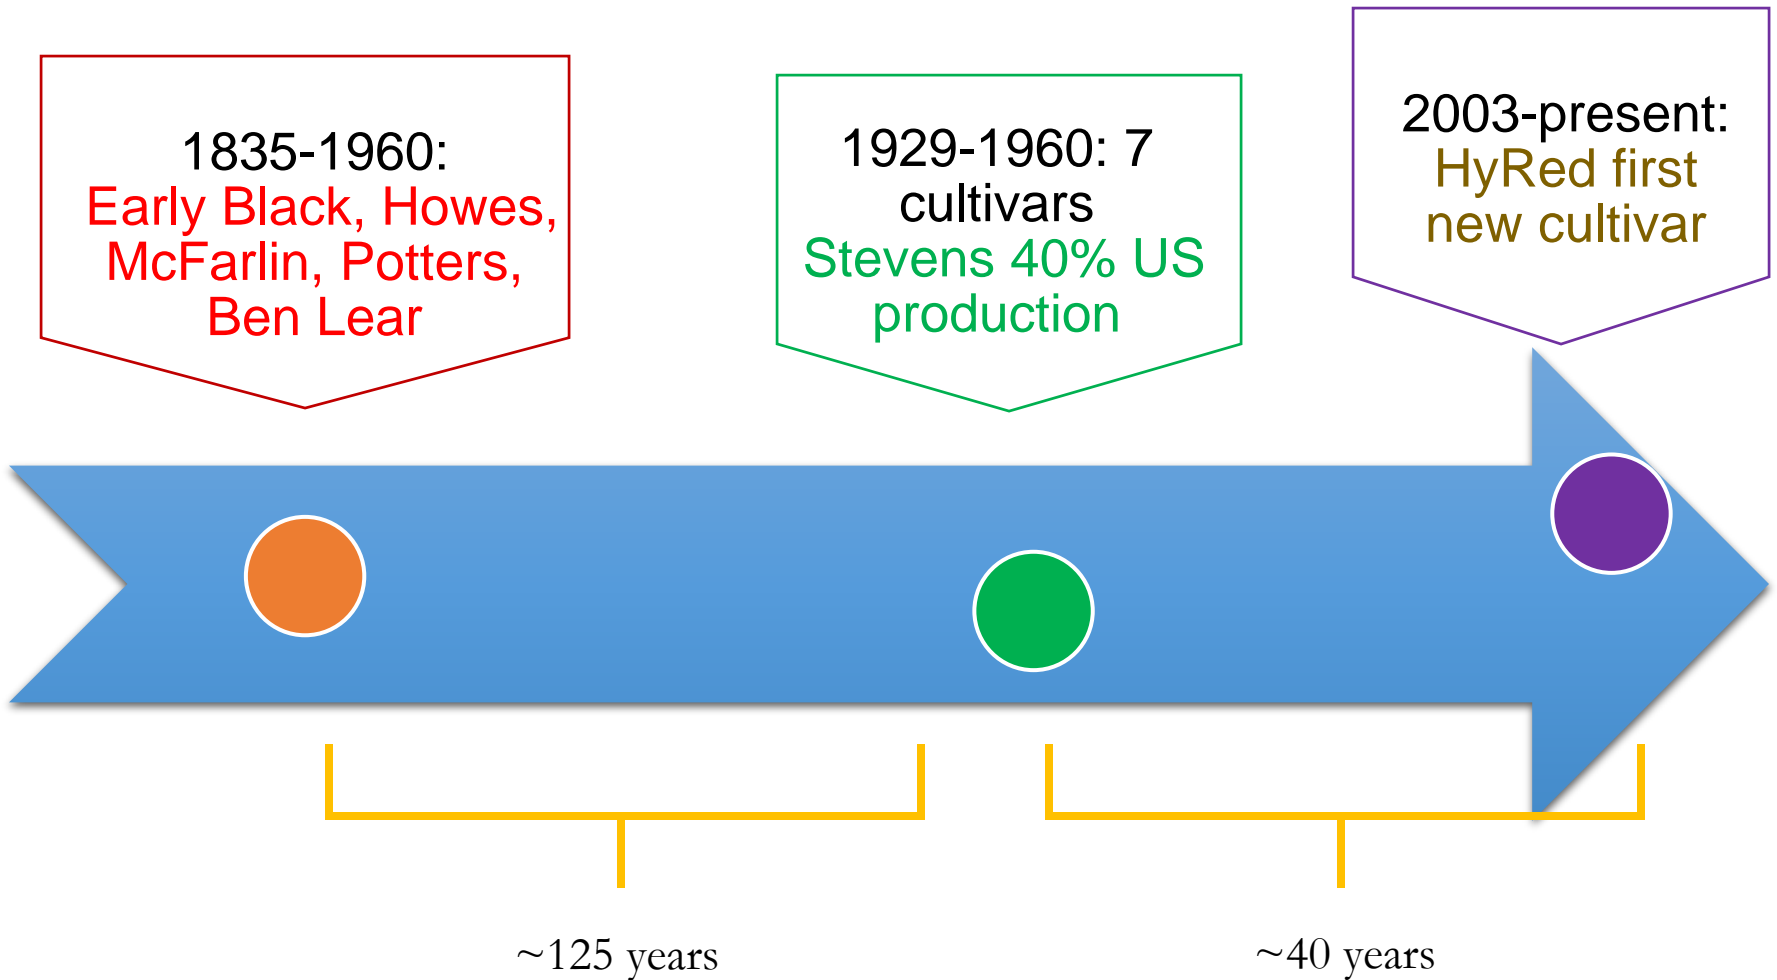 1835-1960:
Early Black, Howes,
McFarlin, Potters,
Ben Lear
1929-1960: 7
cultivars
Stevens 40% US
production
2003-present:
HyRed first
new cultivar
~125 years
~40 years